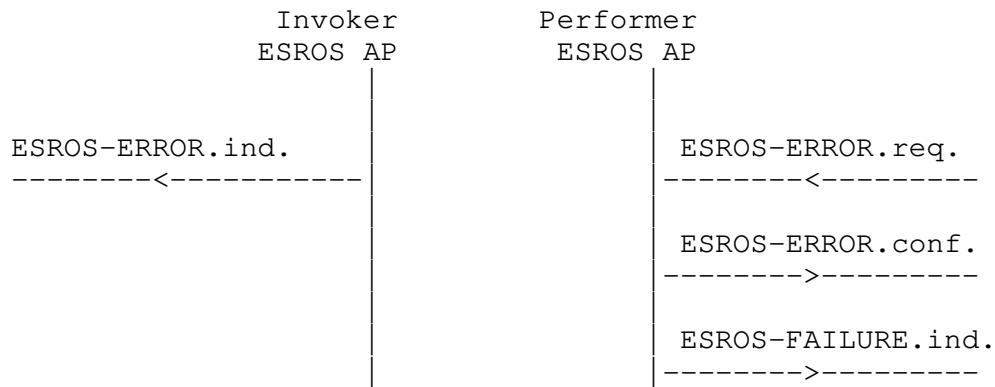 Invoker Performer
ESROS AP ESROS AP
ESROS-ERROR.ind. ESROS-ERROR.req.
ESROS-ERROR.conf.
ESROS-FAILURE.ind.